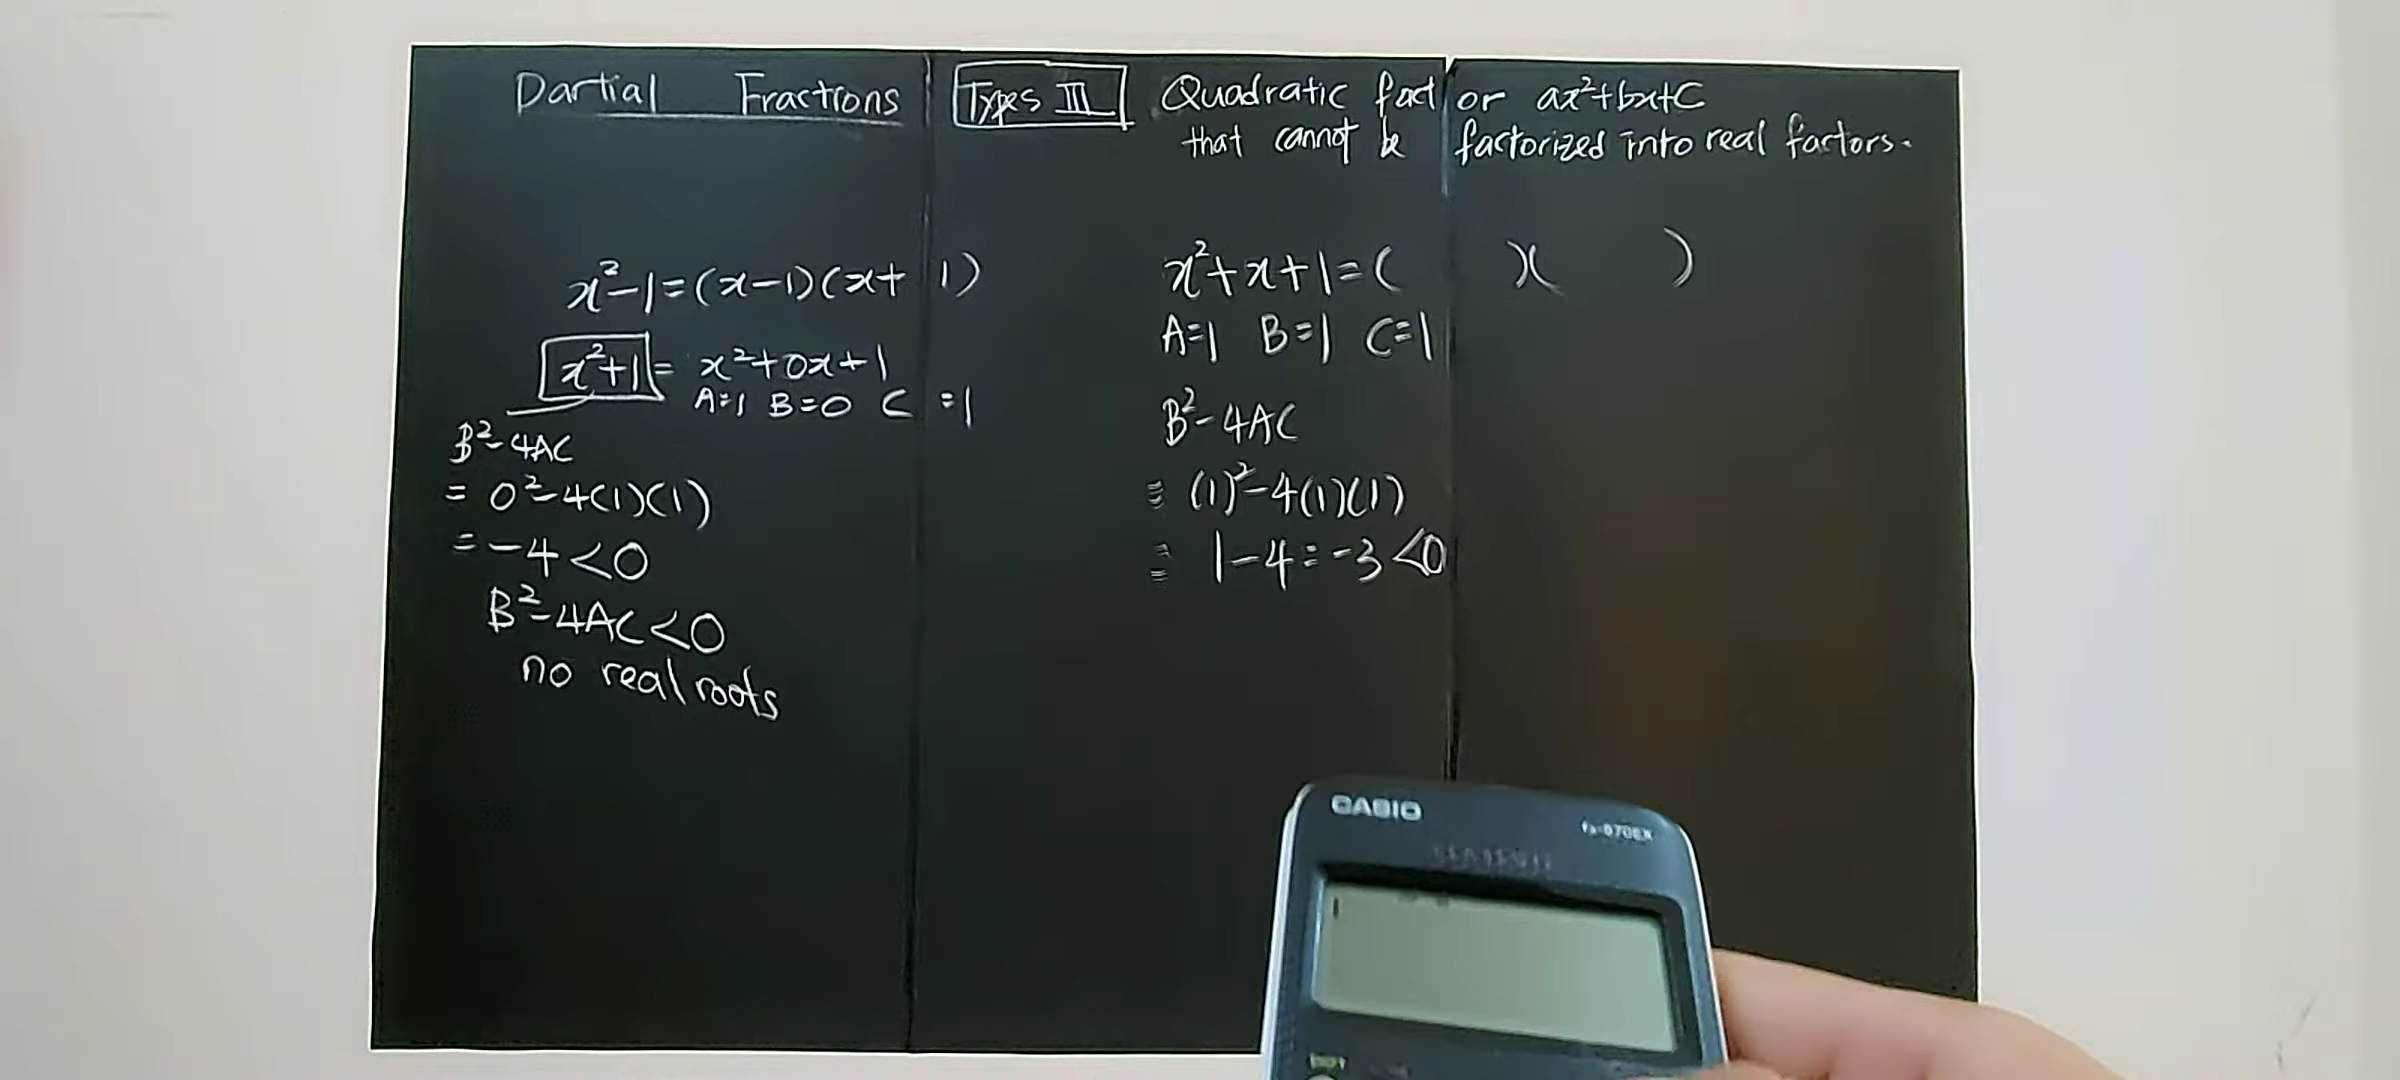 Partial Fractions Types III Quadratic factor ax²+bx+c
that cannot be factorized into real factors.
x²-1=(x-1)(x+1)
x²+1 = x²+0x+1
A=1 B=0 C=1
B²-4AC
= 0²-4(1)(1)
= -4<0
B²-4AC<0
no real roots
x²+x+1=( )( )
A=1 B=1 C=1
B²-4AC
= (1)²-4(1)(1)
= 1-4=-3<0
CASIO